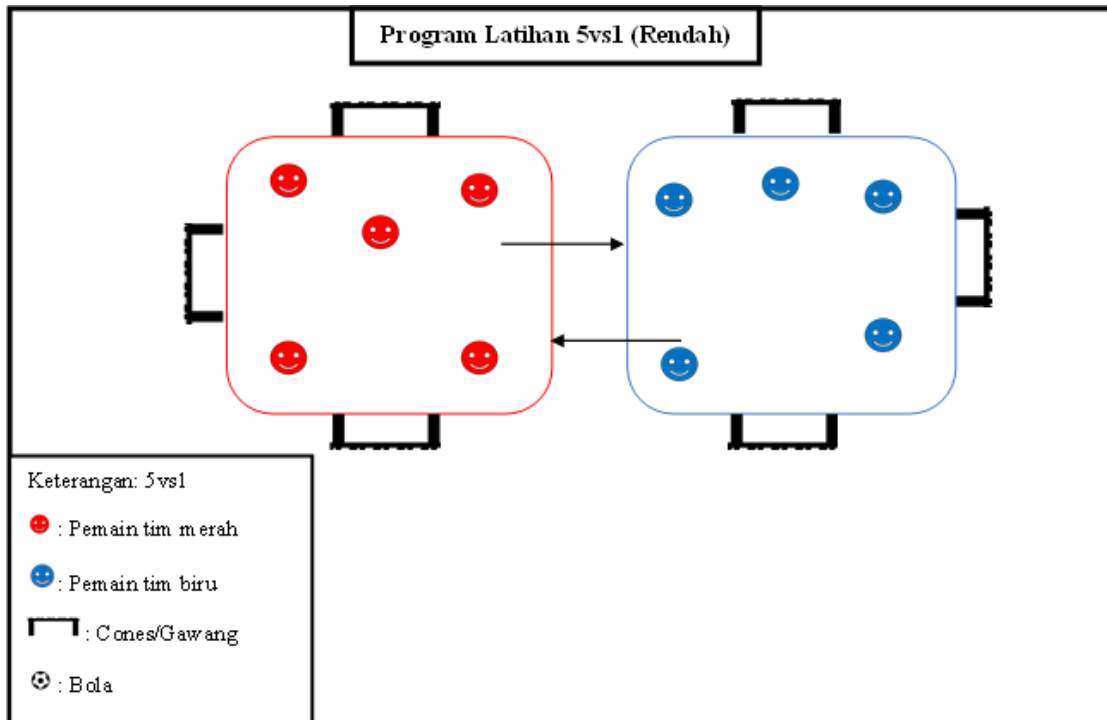 Program Latihan 5vs1 (Rendah)
Keterangan: 5vs1
: Pemain tim merah
: Pemain tim biru
: Cones/Gawang
: Bola